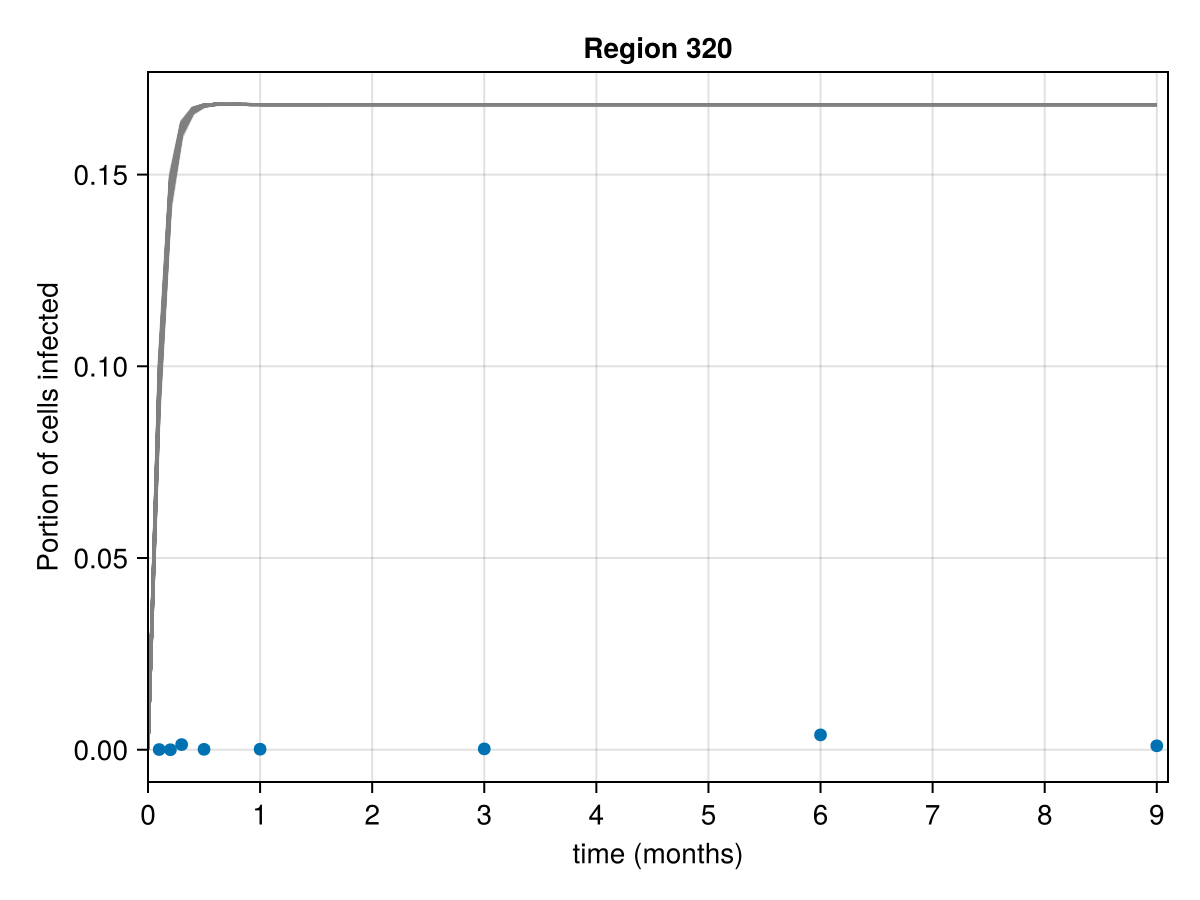 Region 320
Portion of cells infected
0.15
0.10
0.05
0.00
0 1 2 3 4 5 6 7 8 9
time (months)